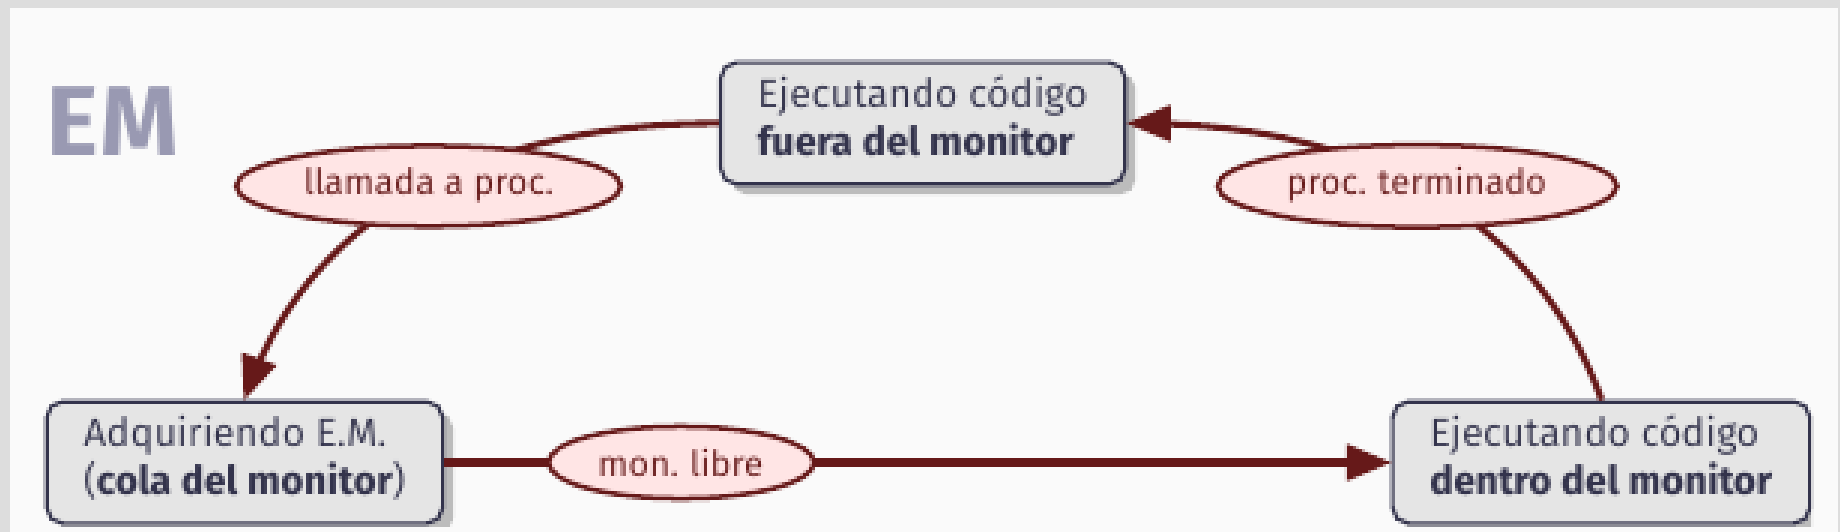 EM
Ejecutando código
fuera del monitor
llamada a proc.
proc. terminado
Adquiriendo E.M.
(cola del monitor)
mon. libre
Ejecutando código
dentro del monitor